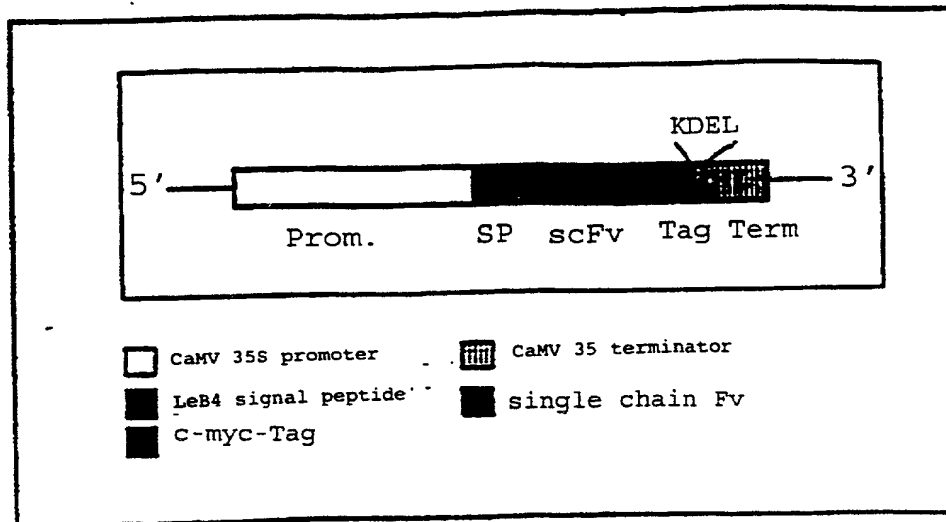 KDEL
5' 3'
Prom. SP scFv Tag Term
CaMV 35S promoter CaMV 35 terminator
LeB4 signal peptide single chain Fv
c-myc-Tag